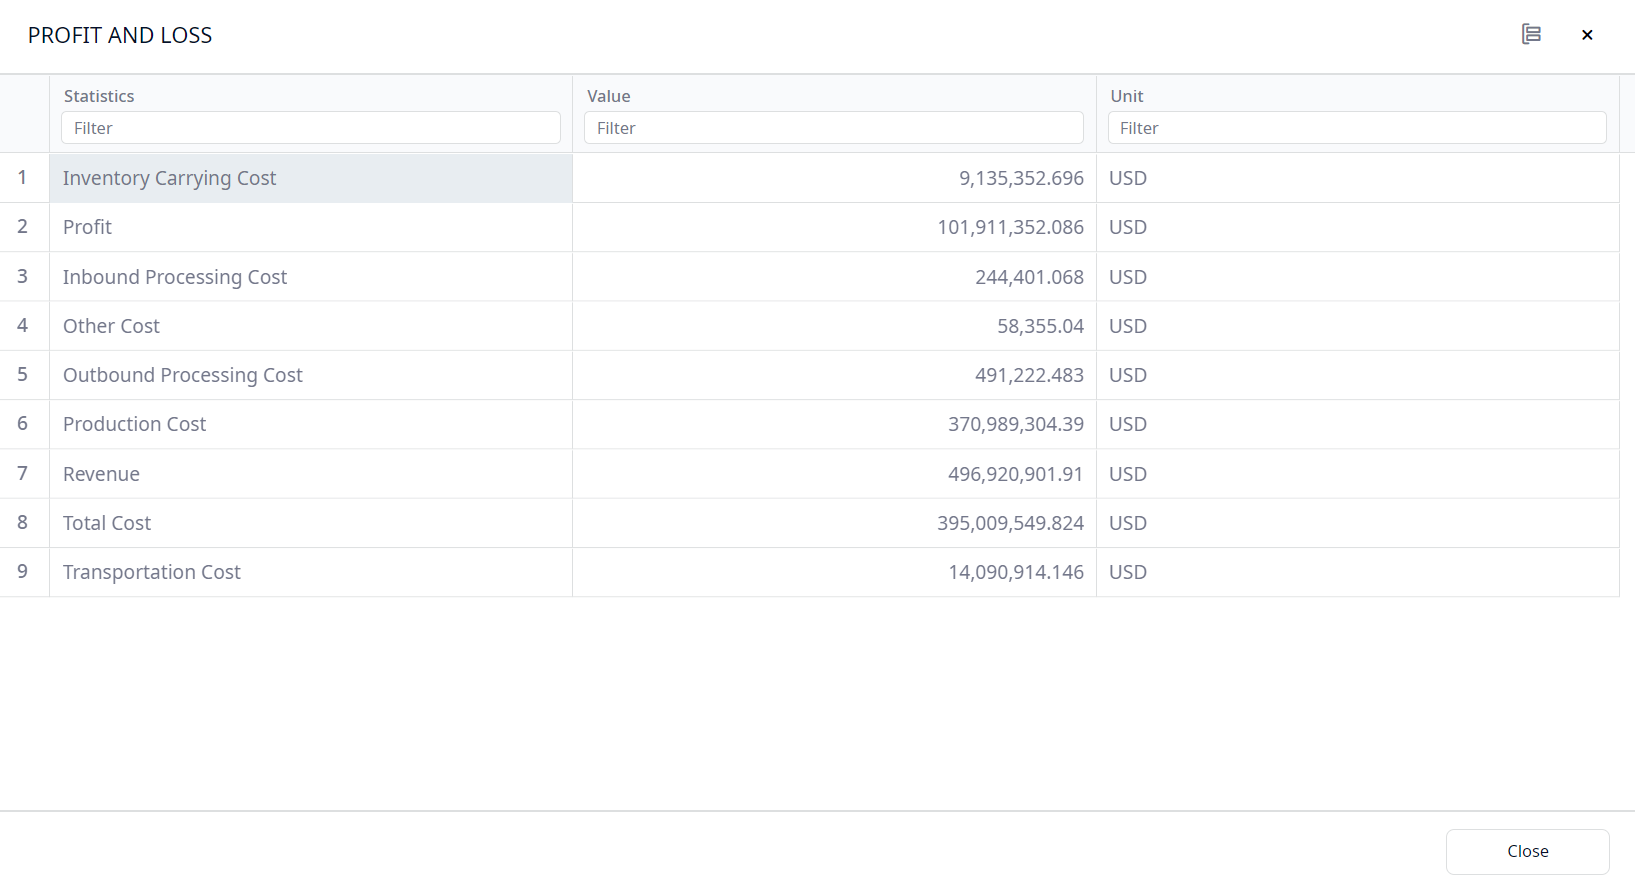 PROFIT AND LOSS
Statistics Value Unit
Filter Filter Filter
1 Inventory Carrying Cost 9,135,352.696 USD
2 Profit 101,911,352.086 USD
3 Inbound Processing Cost 244,401.068 USD
4 Other Cost 58,355.04 USD
5 Outbound Processing Cost 491,222.483 USD
6 Production Cost 370,989,304.39 USD
7 Revenue 496,920,901.91 USD
8 Total Cost 395,009,549.824 USD
9 Transportation Cost 14,090,914.146 USD
Close